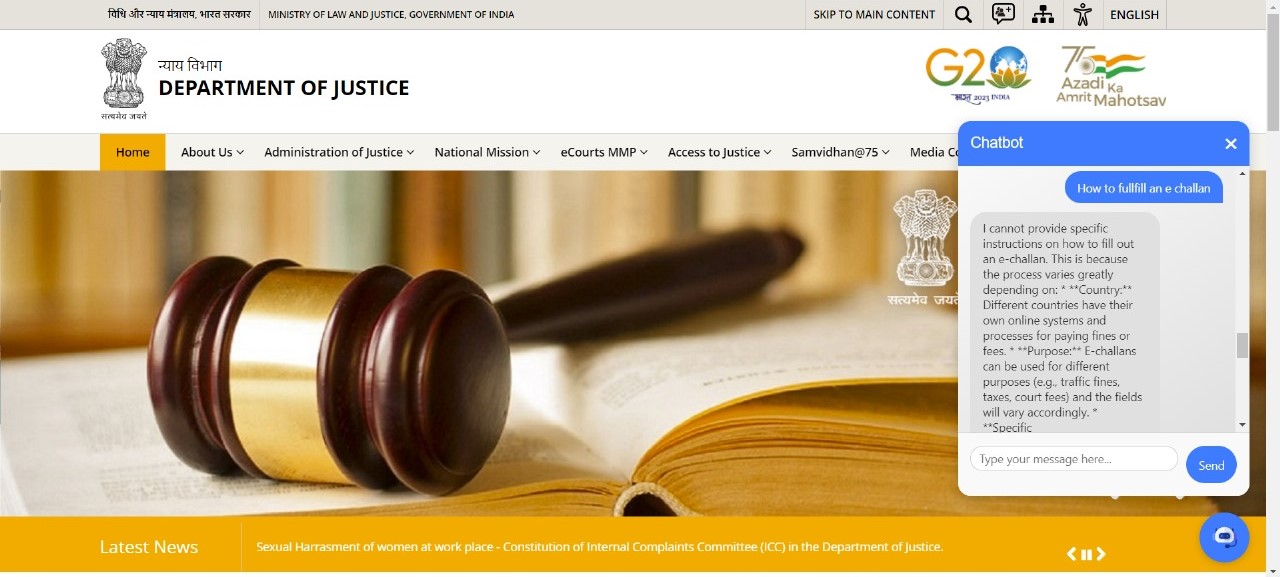 विधि और न्याय मंत्रालय, भारत सरकार
MINISTRY OF LAW AND JUSTICE, GOVERNMENT OF INDIA
SKIP TO MAIN CONTENT
ENGLISH
न्याय विभाग
DEPARTMENT OF JUSTICE
सत्यमेव जयते
G20
2023 INDIA
75
Azadi Ka
Amrit Mahotsav
Home
About Us
Administration of Justice
National Mission
eCourts MMP
Access to Justice
Samvidhan@75
Media Co
Chatbot
How to fullfill an e challan
I cannot provide specific
instructions on how to fill out
an e-challan. This is because
the process varies greatly
depending on: * **Country:**
Different countries have their
own online systems and
processes for paying fines or
fees. * **Purpose:** E-challans
can be used for different
purposes (e.g., traffic fines,
taxes, court fees) and the fields
will vary accordingly. *
**Specific
Type your message here...
Send
सत्यमेव जयते
Latest News
Sexual Harrasment of women at work place - Constitution of Internal Complaints Committee (ICC) in the Department of Justice.